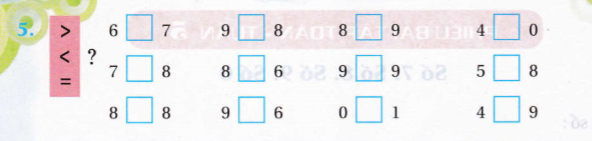 5. > 6 □ 7 9 □ 8 8 □ 9 4 □ 0
< ? 7 □ 8 8 □ 6 9 □ 9 5 □ 8
= 8 □ 8 9 □ 6 0 □ 1 4 □ 9